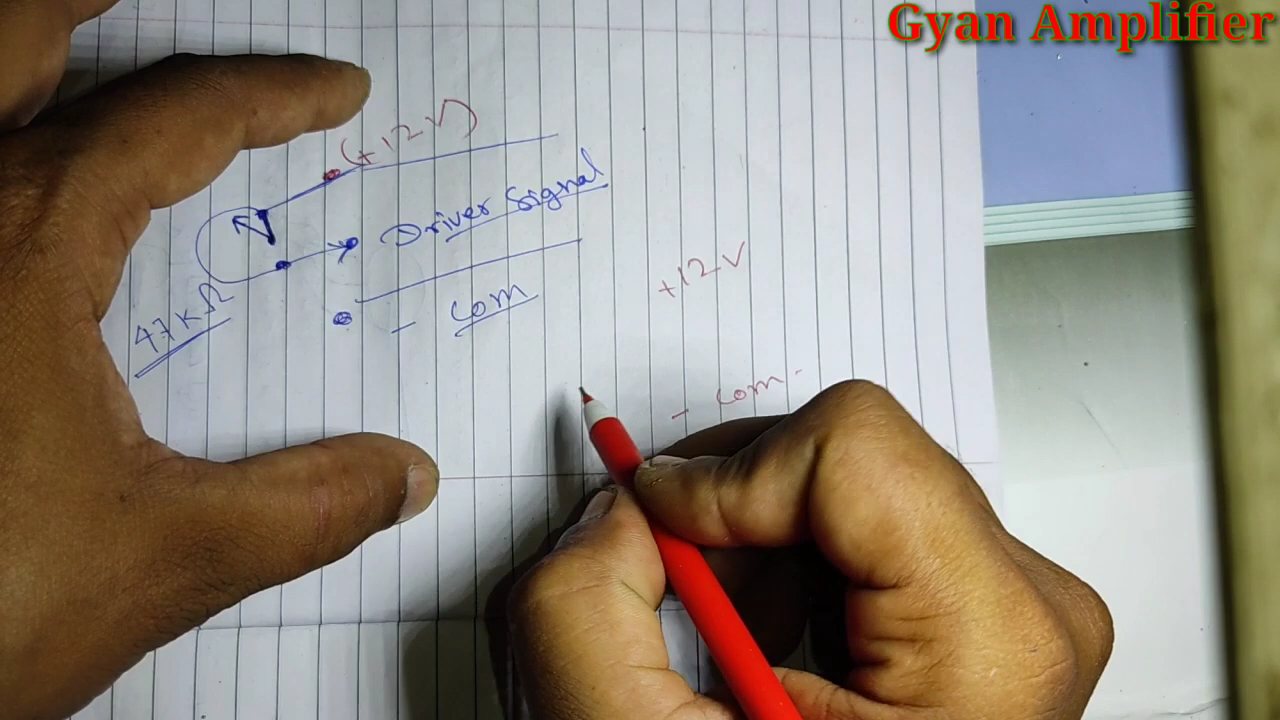 Gyan Amplifier
(+12V)
Driver Signal
+12V
47KΩ
- Com
- Com.